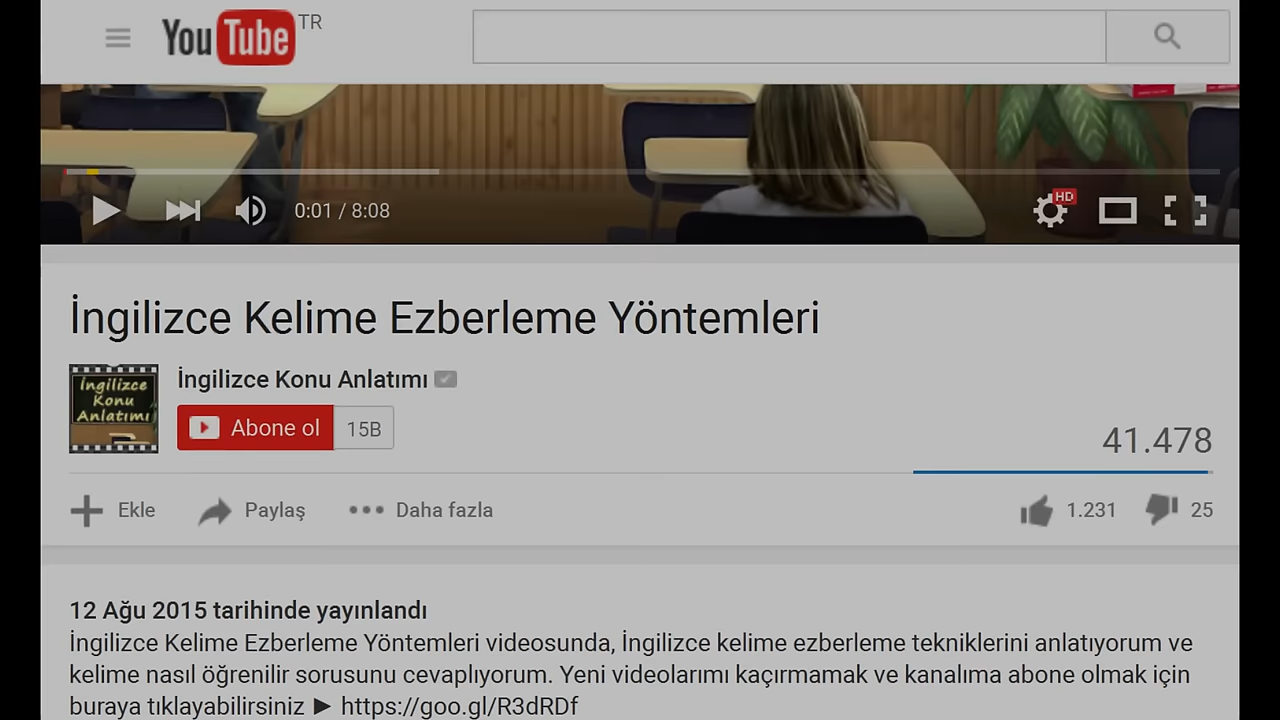 YouTube TR
HD
0:01 / 8:08
İngilizce Kelime Ezberleme Yöntemleri
İngilizce
Konu
Anlatımı
İngilizce Konu Anlatımı
Abone ol 15B
41.478
Ekle Paylaş Daha fazla 1.231 25
12 Ağu 2015 tarihinde yayınlandı
İngilizce Kelime Ezberleme Yöntemleri videosunda, İngilizce kelime ezberleme tekniklerini anlatıyorum ve
kelime nasıl öğrenilir sorusunu cevaplıyorum. Yeni videolarımı kaçırmamak ve kanalıma abone olmak için
buraya tıklayabilirsiniz ► https://goo.gl/R3dRDf